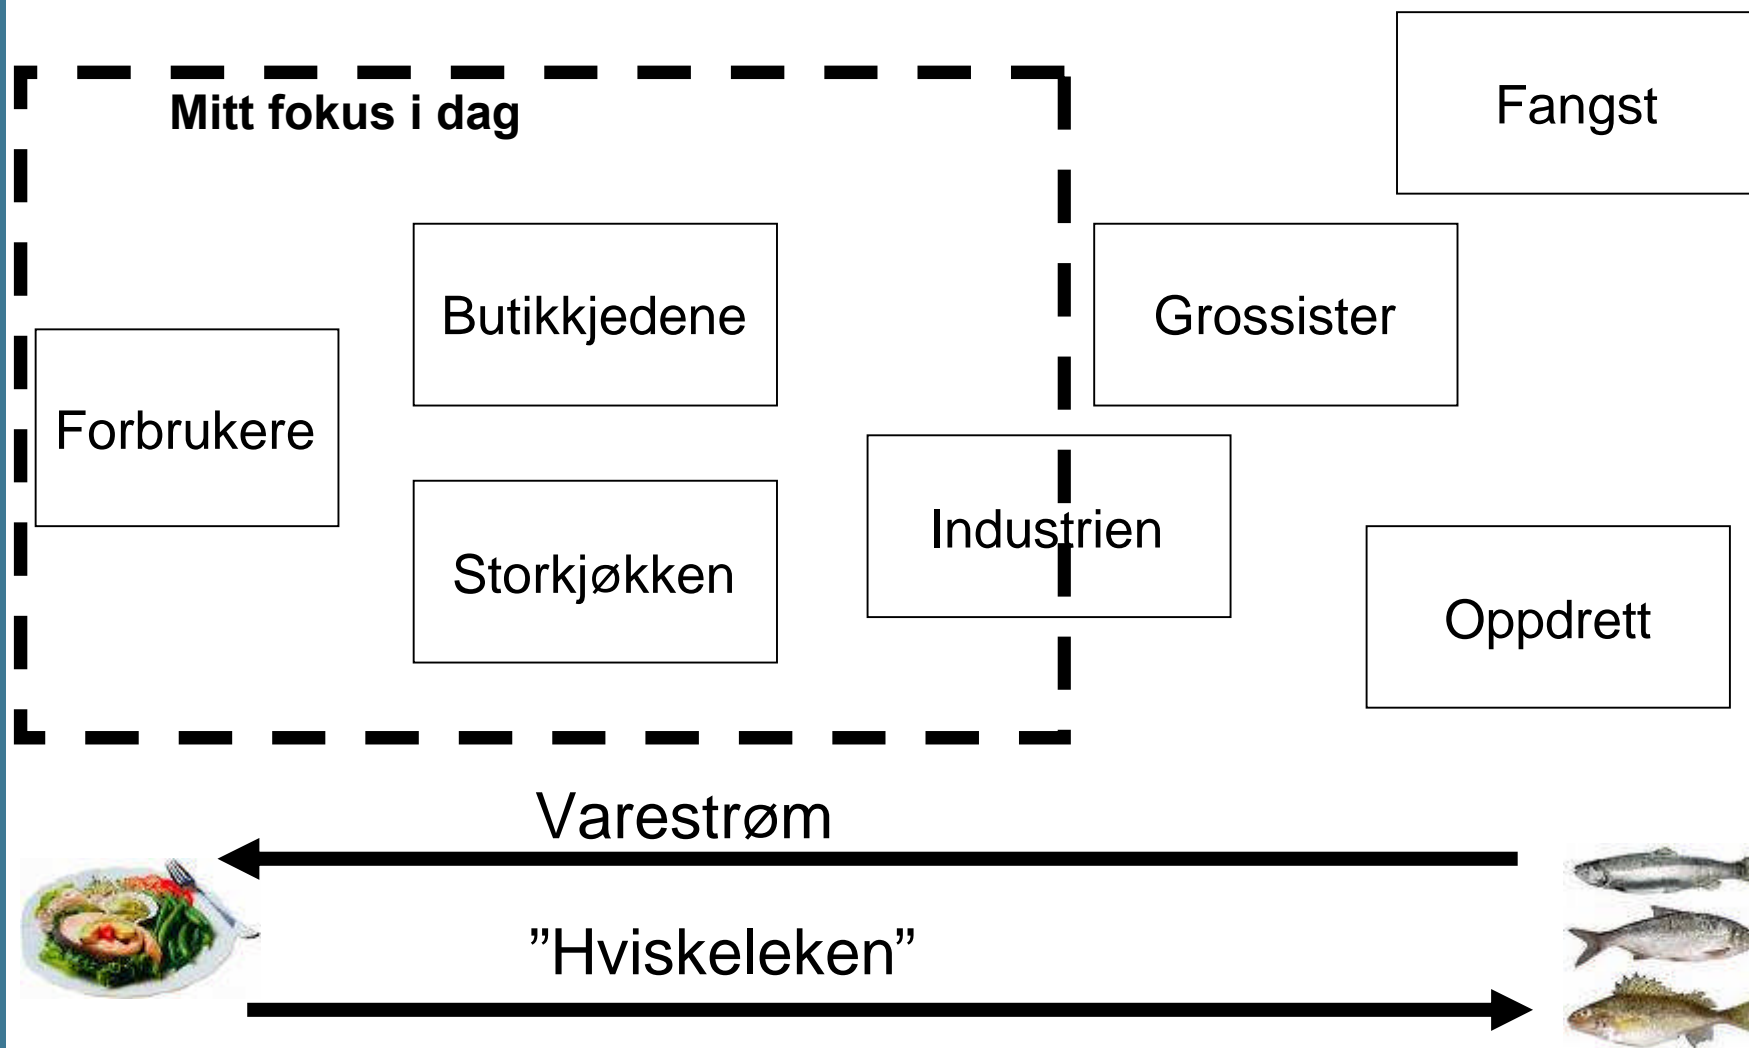 Mitt fokus i dag
Fangst
Butikkjedene
Grossister
Forbrukere
Industrien
Storkjøkken
Oppdrett
Varestrøm
”Hviskeleken”